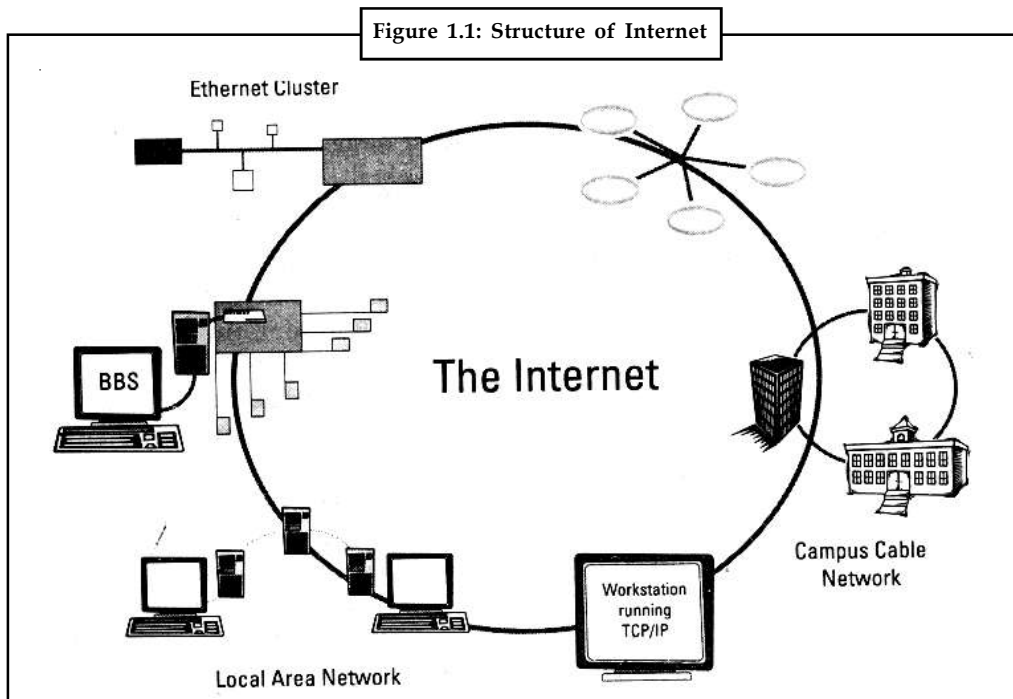 Figure 1.1: Structure of Internet
Ethernet Cluster
BBS
The Internet
Campus Cable
Network
Workstation
running
TCP/IP
Local Area Network